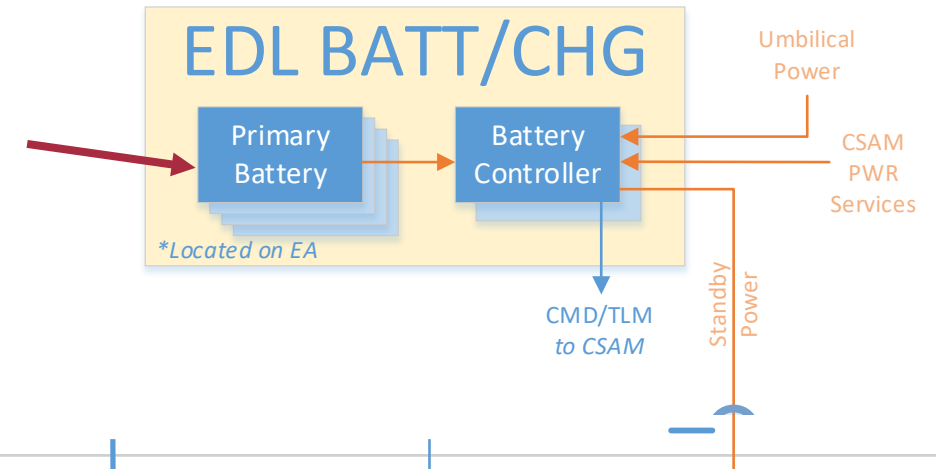 EDL BATT/CHG
Umbilical
Power
Primary
Battery
Battery
Controller
CSAM
PWR
Services
*Located on EA
CMD/TLM
to CSAM
Standby
Power